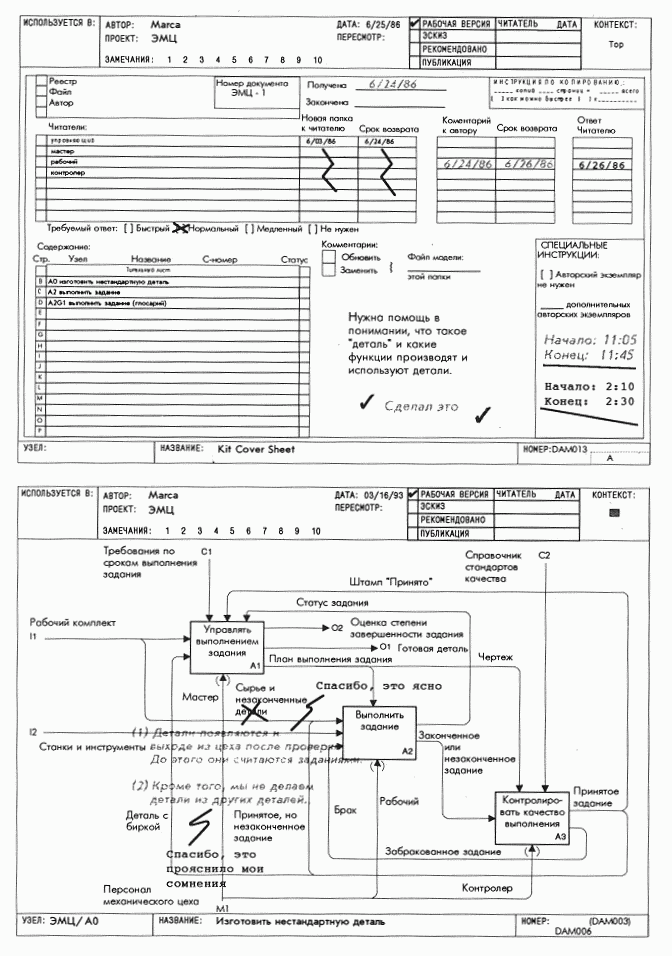 ИСПОЛЬЗУЕТСЯ В:
АВТОР: Marca
ПРОЕКТ: ЭМЦ
ЗАМЕЧАНИЯ: 1 2 3 4 5 6 7 8 9 10
ДАТА: 6/25/86
ПЕРЕСМОТР:
РАБОЧАЯ ВЕРСИЯ
ЭСКИЗ
РЕКОМЕНДОВАНО
ПУБЛИКАЦИЯ
ЧИТАТЕЛЬ ДАТА
КОНТЕКСТ:
Top
Реестр
Файл
Автор
Номер документа
ЭМЦ - 1
Получена 6/24/86
Закончена
ИНСТРУКЦИЯ ПО КОПИРОВАНИЮ.:
копий страниц = всего
[ ] как можно быстрее [ ] к
Читатели:
Новая папка
к читателю
Срок возврата
Коментарий
к автору
Срок возврата
Ответ
Читателю
управляющий 6/03/86 6/24/86
мастер
рабочий 6/24/86 6/26/86 6/26/86
контролер
Требуемый ответ: [ ] Быстрый [ ] Нормальный [ ] Медленный [ ] Не нужен
Содержание:
Стр. Узел Название C-номер Статус
Титульный лист
B A0 изготовить нестандартную деталь
C A2 выполнить задание
D A2G1 выполнить задание (глосарий)
E
F
G
H
I
J
K
L
M
N
O
P
Комментарии:
Обновить
Заменить
Файл модели:
этой папки
Нужна помощь в
понимании, что такое
"деталь" и какие
функции производят и
используют детали.
Сделал это
СПЕЦИАЛЬНЫЕ
ИНСТРУКЦИИ:
[ ] Авторский экземпляр
не нужен
дополнительных
авторских экземпляров
Начало: 11:05
Конец: 11:45
Начало: 2:10
Конец: 2:30
УЗЕЛ:
НАЗВАНИЕ: Kit Cover Sheet
НОМЕР:DAM013
A
ИСПОЛЬЗУЕТСЯ В:
АВТОР: Marca
ПРОЕКТ: ЭМЦ
ЗАМЕЧАНИЯ: 1 2 3 4 5 6 7 8 9 10
ДАТА: 03/16/93
ПЕРЕСМОТР:
РАБОЧАЯ ВЕРСИЯ
ЭСКИЗ
РЕКОМЕНДОВАНО
ПУБЛИКАЦИЯ
ЧИТАТЕЛЬ ДАТА
КОНТЕКСТ:
Требования по
срокам выполнения
задания
C1
Справочник
стандартов
качества
C2
Штамп "Принято"
Статус задания
Рабочий комплект
I1
Управлять
выполнением
задания
A1
O2 Оценка степени
завершенности задания
O1 Готовая деталь
План выполнения задания
Чертеж
Мастер
Сырье и
незаконченные
детали
Спасибо, это ясно
Выполнить
задание
A2
I2
Станки и инструменты
(1) Детали появляются и
выходе из цеха после проверки
До этого они считаются заданиями.
(2) Кроме того, мы не делаем
детали из других деталей.
Законченное
или
незаконченное
задание
Принятое
задание
Деталь с
биркой
Принятое, но
незаконченное
задание
Брак
Рабочий
Контролиро-
вать качество
выполнения
A3
Спасибо, это
прояснило мои
сомнения
Забракованное задание
Персонал
механического цеха
M1
Контролер
УЗЕЛ: ЭМЦ/A0
НАЗВАНИЕ: Изготовить нестандартную деталь
НОМЕР: (DAM003)
DAM006